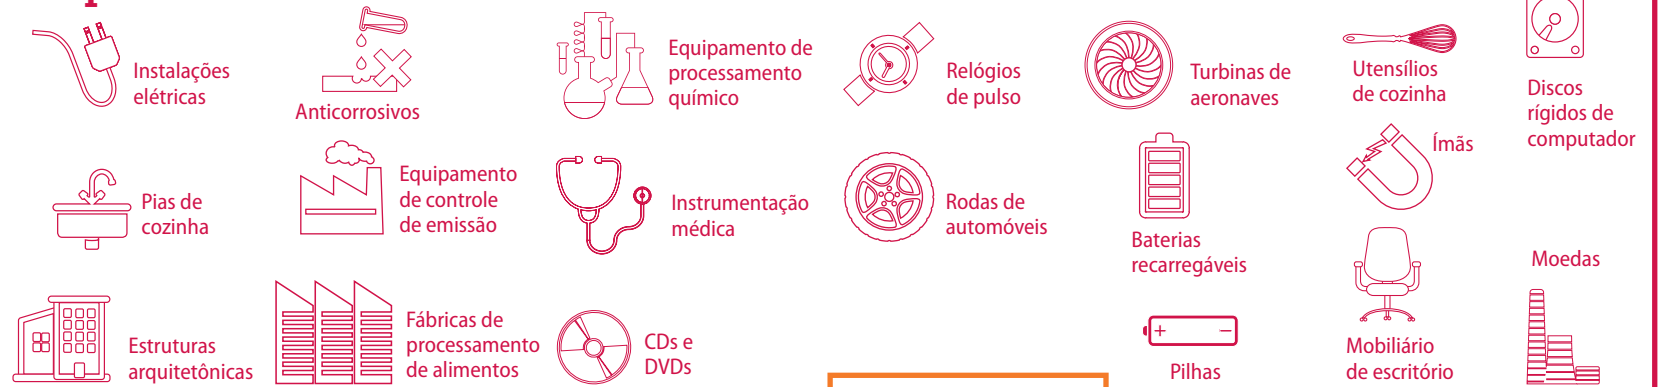 Instalações
elétricas
Anticorrosivos
Equipamento de
processamento
químico
Relógios
de pulso
Turbinas de
aeronaves
Utensílios
de cozinha
Discos
rígidos de
computador
Pias de
cozinha
Equipamento
de controle
de emissão
Instrumentação
médica
Rodas de
automóveis
Baterias
recarregáveis
Ímãs
Estruturas
arquitetônicas
Fábricas de
processamento
de alimentos
CDs e
DVDs
+ –
Pilhas
Mobiliário
de escritório
Moedas